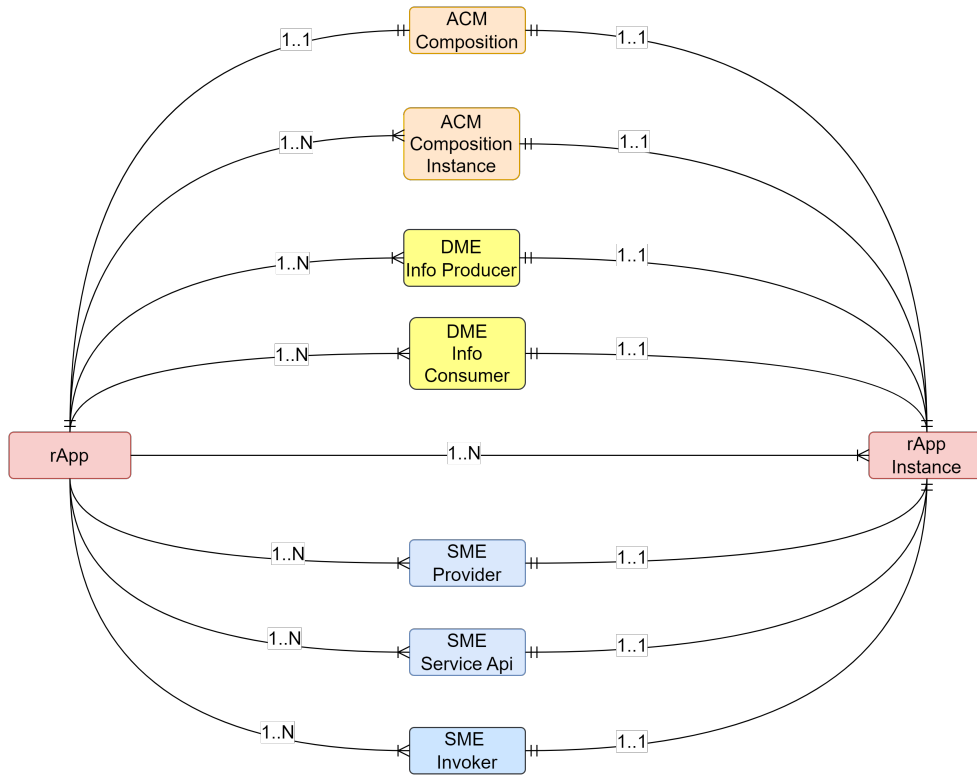 ACM
Composition
1..1
1..1
ACM
Composition
Instance
1..N
1..1
DME
Info Producer
1..N
1..1
DME
Info
Consumer
1..N
1..1
rApp
1..N
rApp
Instance
SME
Provider
1..N
1..1
SME
Service Api
1..N
1..1
SME
Invoker
1..N
1..1